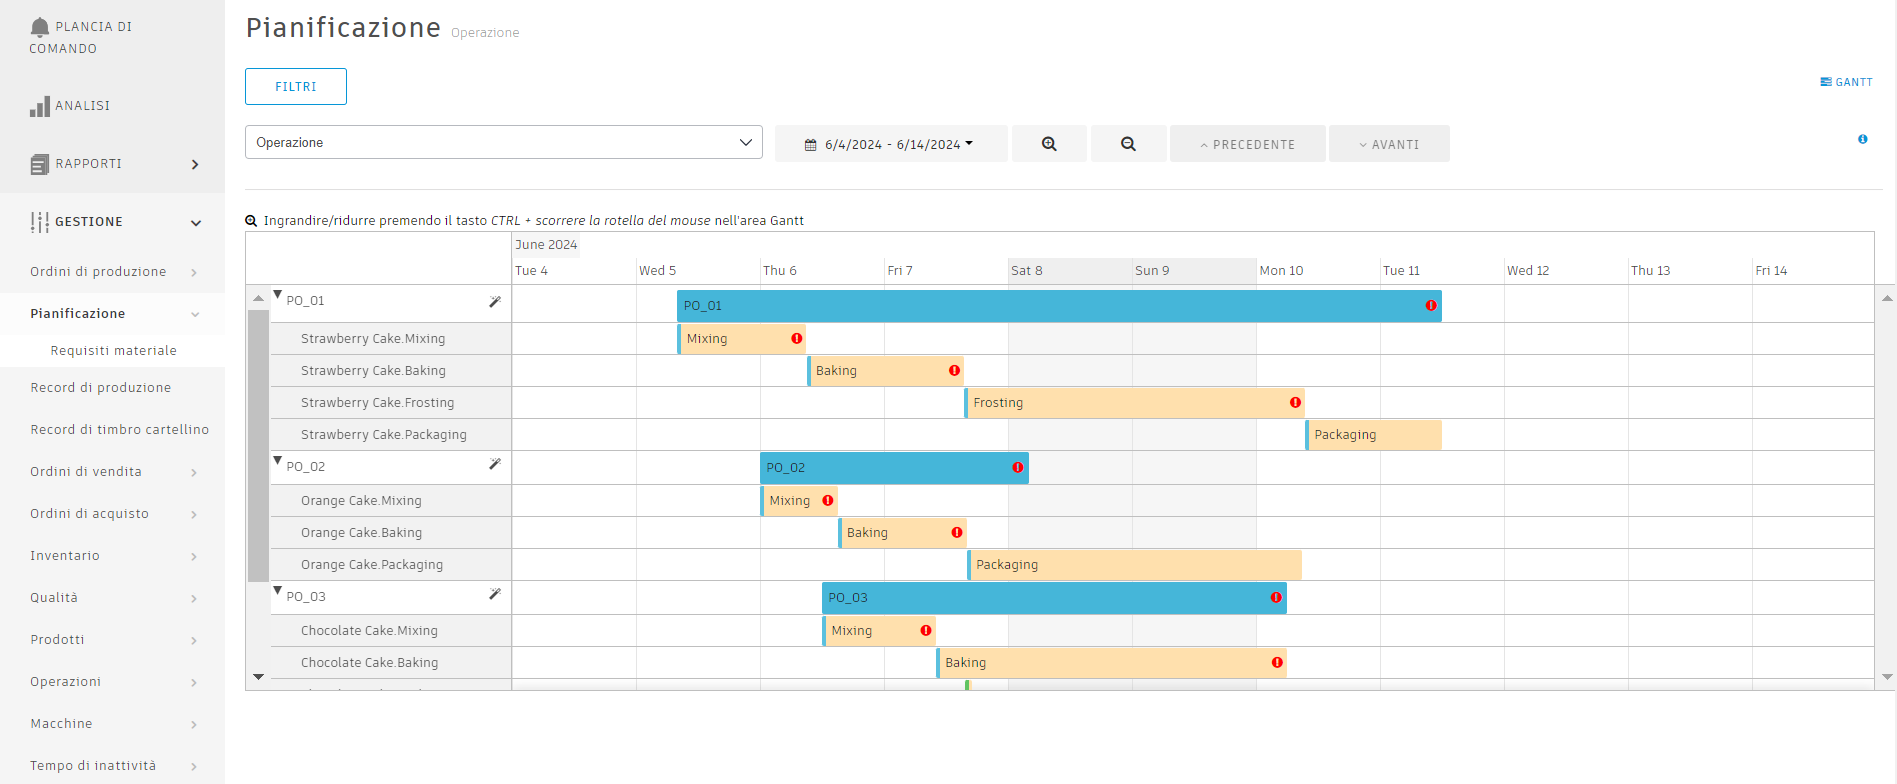 PLANCIA DI
COMANDO
ANALISI
RAPPORTI
GESTIONE
Ordini di produzione
Pianificazione
Requisiti materiale
Record di produzione
Record di timbro cartellino
Ordini di vendita
Ordini di acquisto
Inventario
Qualità
Prodotti
Operazioni
Macchine
Tempo di inattività
Pianificazione Operazione
FILTRI
GANTT
Operazione
6/4/2024 - 6/14/2024
PRECEDENTE
AVANTI
Ingrandire/ridurre premendo il tasto CTRL + scorrere la rotella del mouse nell'area Gantt
June 2024
Tue 4 Wed 5 Thu 6 Fri 7 Sat 8 Sun 9 Mon 10 Tue 11 Wed 12 Thu 13 Fri 14
PO_01 PO_01
Strawberry Cake.Mixing Mixing
Strawberry Cake.Baking Baking
Strawberry Cake.Frosting Frosting
Strawberry Cake.Packaging Packaging
PO_02 PO_02
Orange Cake.Mixing Mixing
Orange Cake.Baking Baking
Orange Cake.Packaging Packaging
PO_03 PO_03
Chocolate Cake.Mixing Mixing
Chocolate Cake.Baking Baking